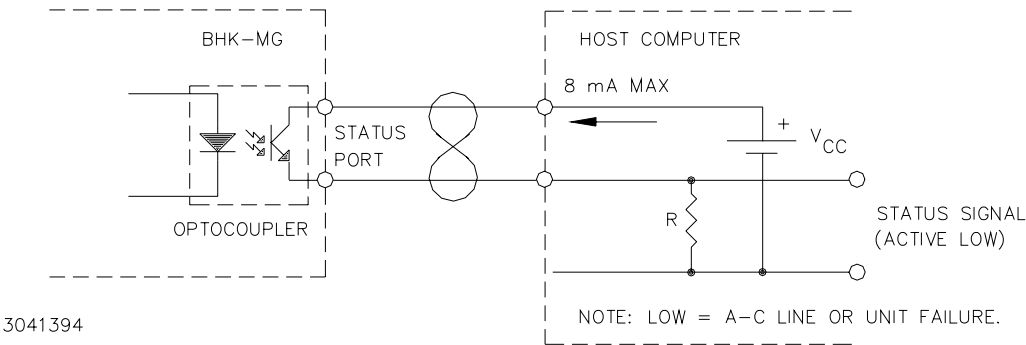 BHK-MG
HOST COMPUTER
8 mA MAX
STATUS
PORT
+
VCC
OPTOCOUPLER
R
STATUS SIGNAL
(ACTIVE LOW)
3041394
NOTE: LOW = A-C LINE OR UNIT FAILURE.